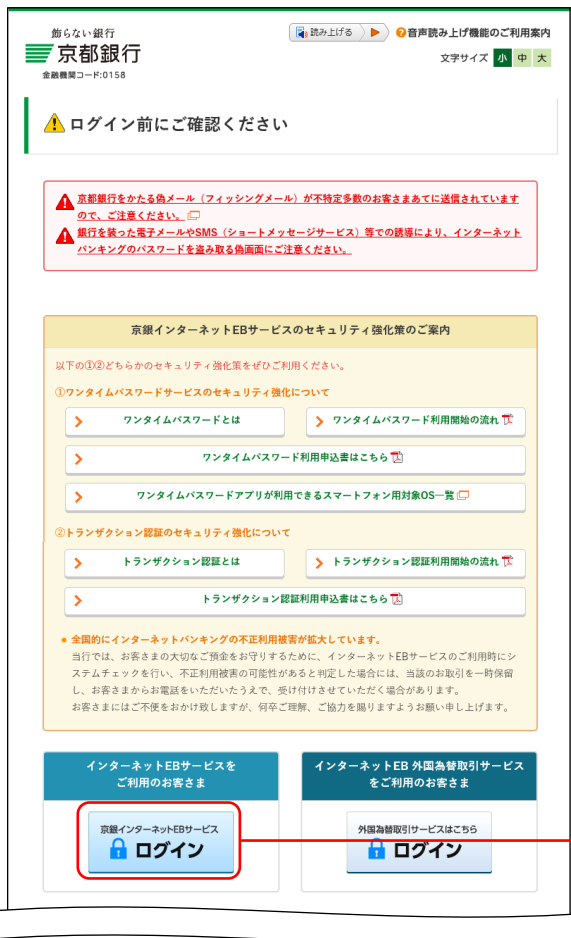 飾らない銀行
京都銀行
金融機関コード:0158
読み上げる
音声読み上げ機能のご利用案内
文字サイズ 小 中 大
ログイン前にご確認ください
京都銀行をかたる偽メール（フィッシングメール）が不特定多数のお客さまあてに送信されています
ので、ご注意ください。
銀行を装った電子メールやSMS（ショートメッセージサービス）等での誘導により、インターネット
バンキングのパスワードを盗み取る偽画面にご注意ください。
京銀インターネットEBサービスのセキュリティ強化策のご案内
以下の①②どちらかのセキュリティ強化策をぜひご利用ください。
①ワンタイムパスワードサービスのセキュリティ強化について
ワンタイムパスワードとは
ワンタイムパスワード利用開始の流れ
ワンタイムパスワード利用申込書はこちら
ワンタイムパスワードアプリが利用できるスマートフォン用対象OS一覧
②トランザクション認証のセキュリティ強化について
トランザクション認証とは
トランザクション認証利用開始の流れ
トランザクション認証利用申込書はこちら
全国的にインターネットバンキングの不正利用被害が拡大しています。
当行では、お客さまの大切なご預金をお守りするために、インターネットEBサービスのご利用時にシ
ステムチェックを行い、不正利用被害の可能性があると判定した場合には、当該のお取引を一時保留
し、お客さまからお電話をいただいたうえで、受け付けさせていただく場合があります。
お客さまにはご不便をおかけ致しますが、何卒ご理解、ご協力を賜りますようお願い申し上げます。
インターネットEBサービスを
ご利用のお客さま
京銀インターネットEBサービス
ログイン
インターネットEB 外国為替取引サービス
をご利用のお客さま
外国為替取引サービスはこちら
ログイン